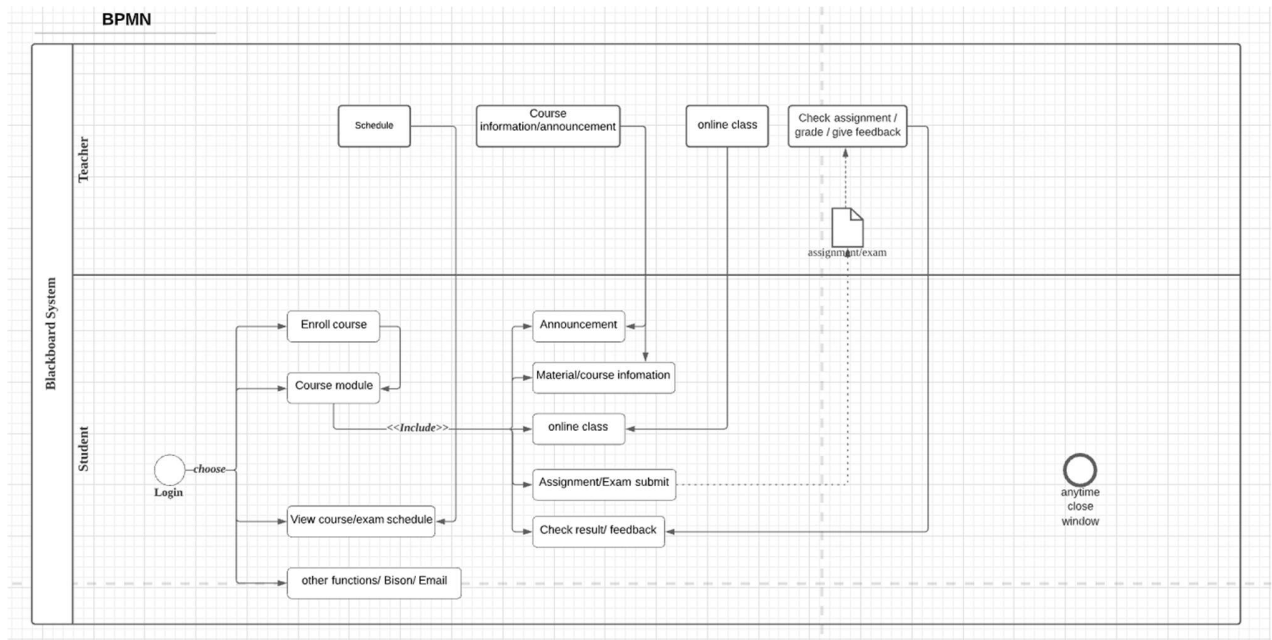 BPMN
Blackboard System
Teacher
Schedule
Course
information/announcement
online class
Check assignment /
grade / give feedback
assignment/exam
Student
Enroll course
Course module
<<Include>>
Announcement
Material/course infomation
online class
Assignment/Exam submit
Check result/ feedback
choose
Login
View course/exam schedule
other functions/ Bison/ Email
anytime
close
window